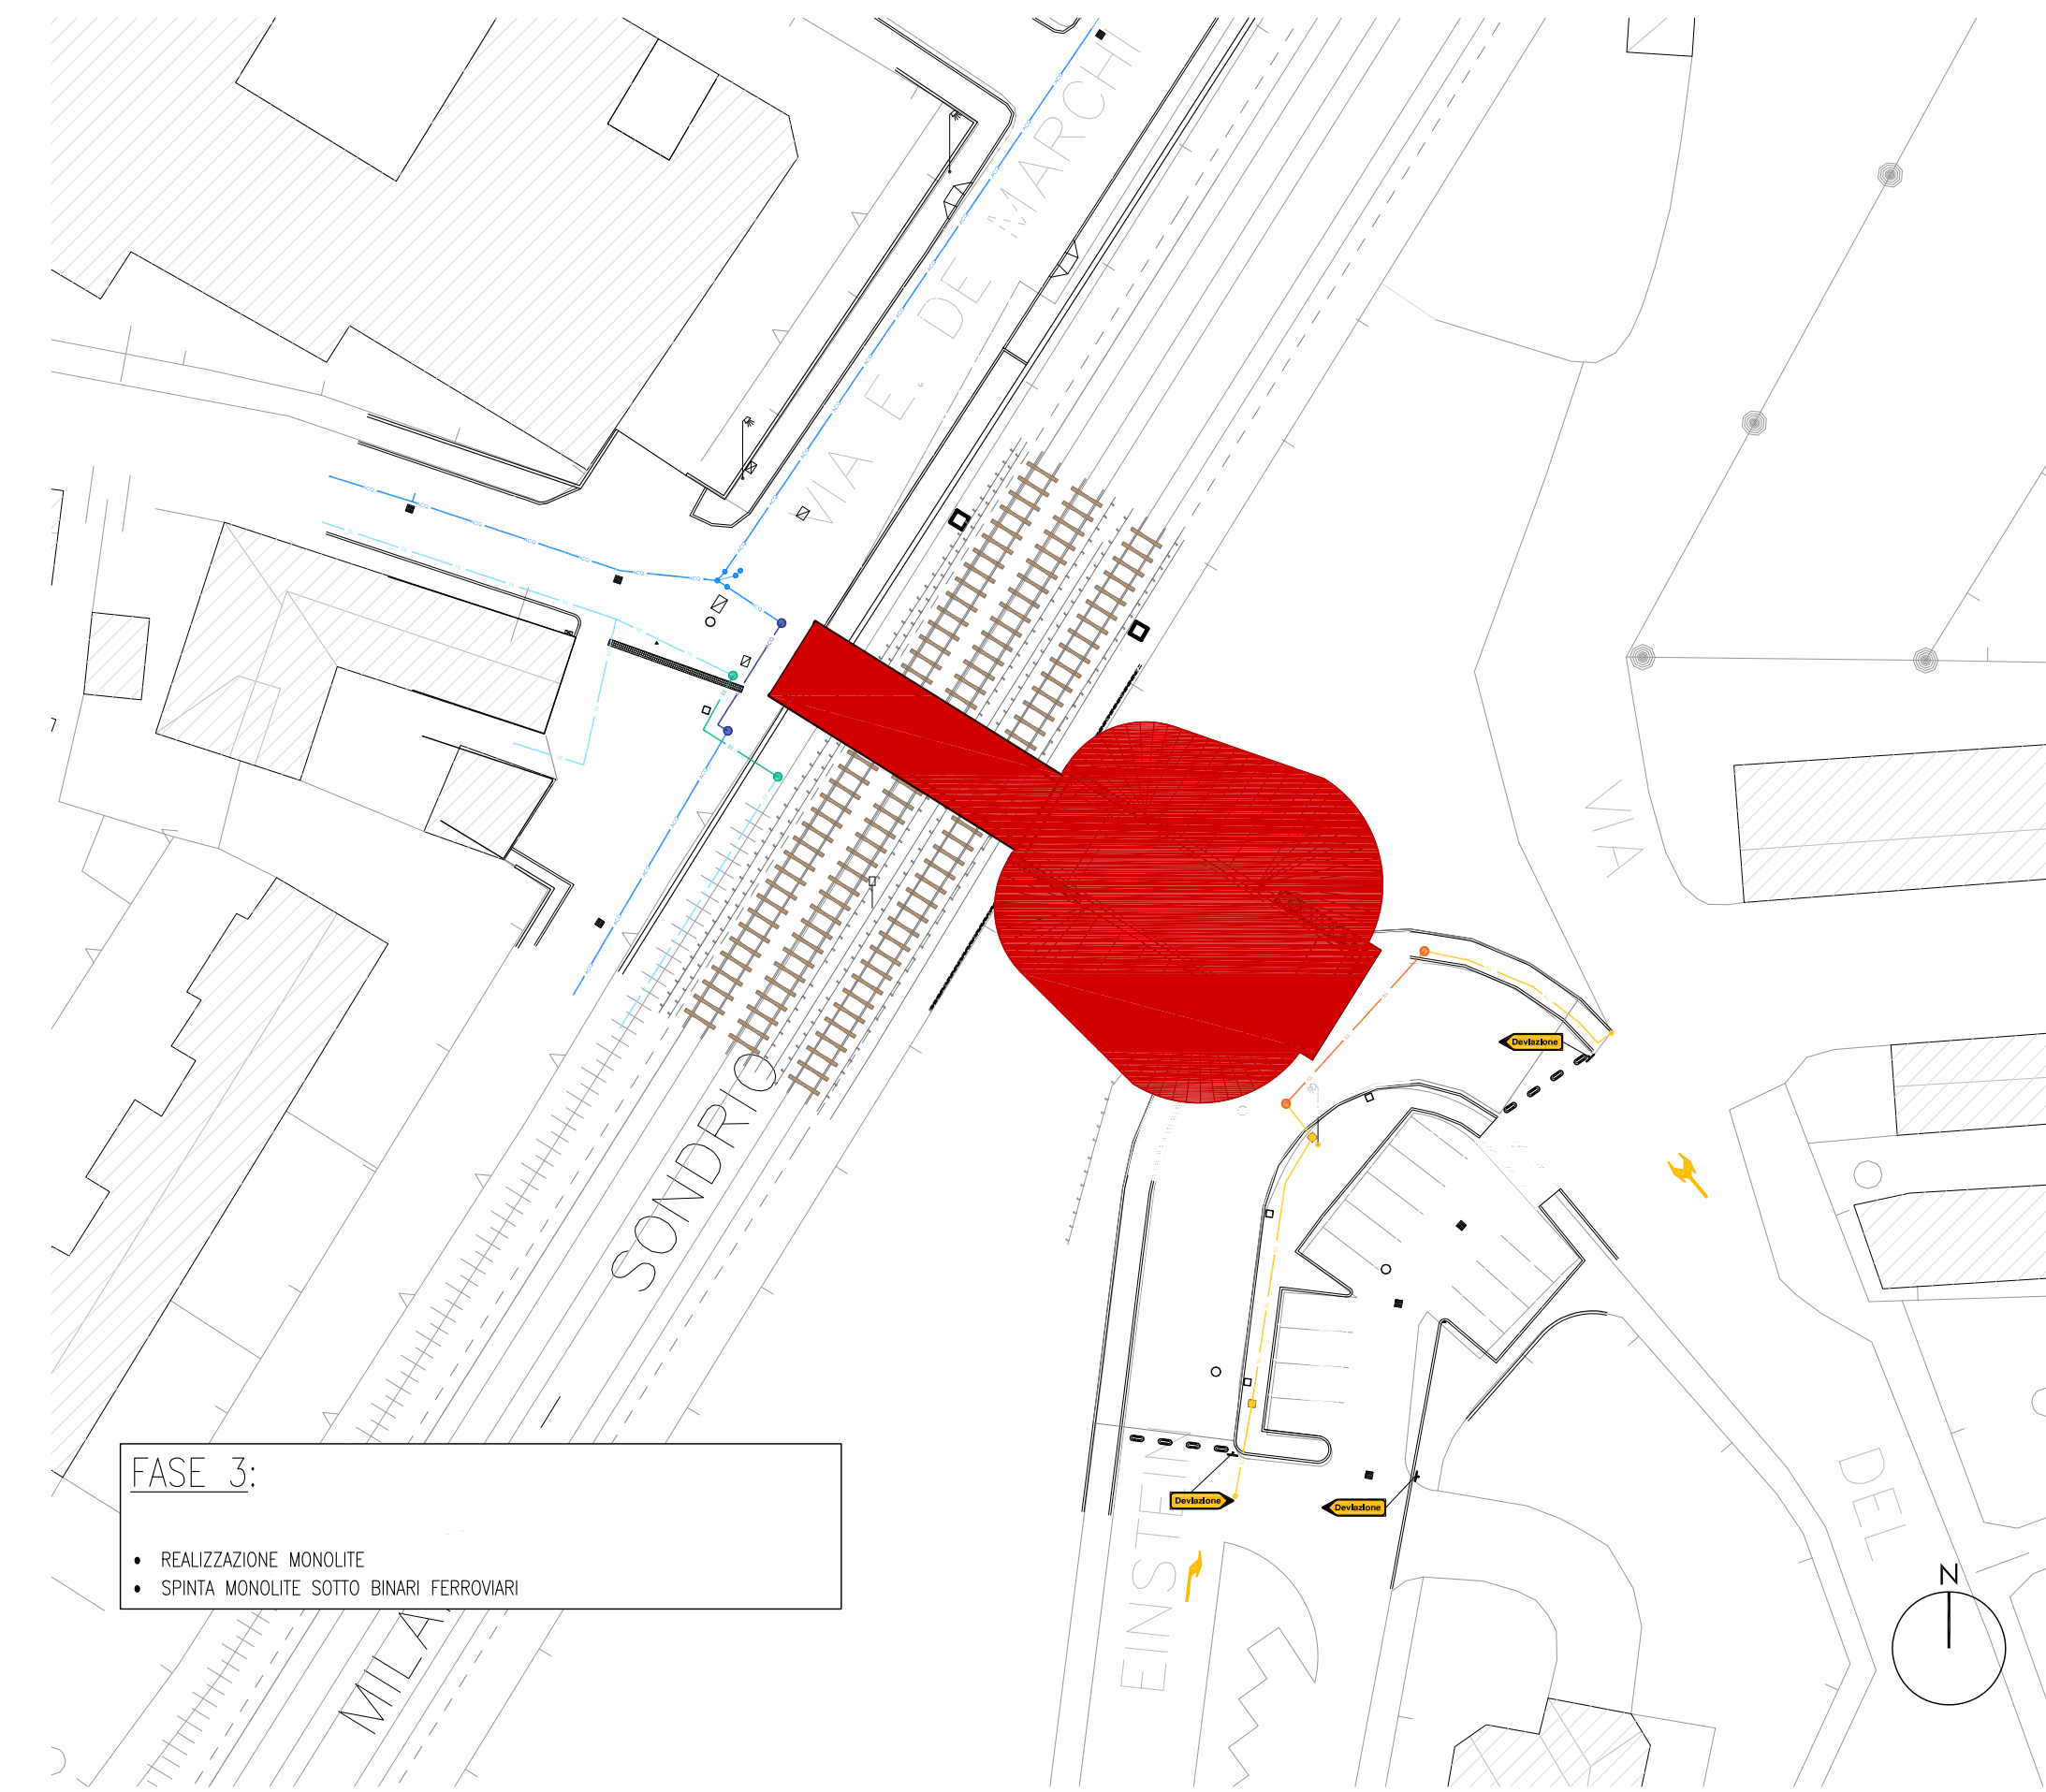 VIA E. DE MARCHI
VIA
Deviazione
SONDRIO
DEL
FASE 3:
• REALIZZAZIONE MONOLITE
• SPINTA MONOLITE SOTTO BINARI FERROVIARI
Deviazione
Deviazione
EINSTEIN
N